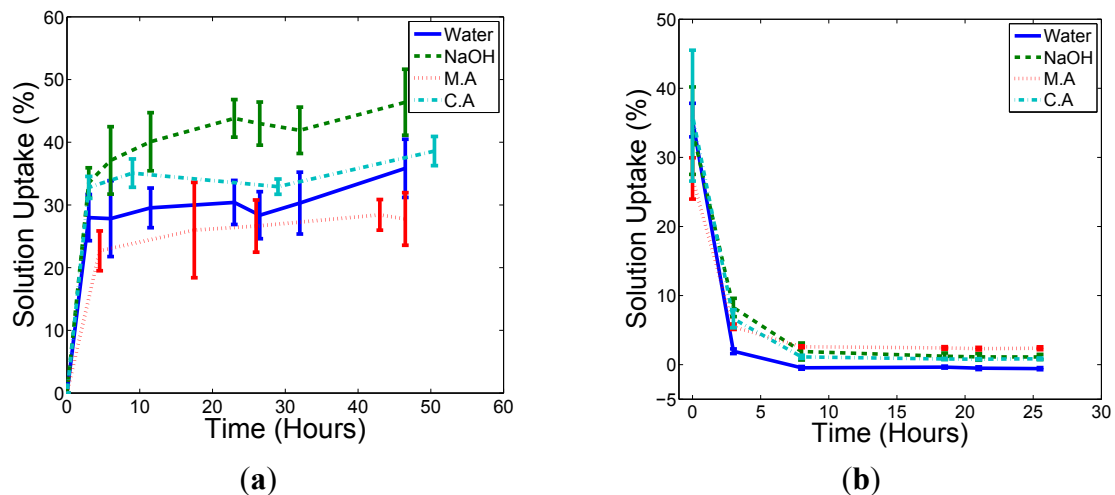 60
50
40
30
20
10
0
0 10 20 30 40 50 60
Solution Uptake (%)
Time (Hours)
Water
NaOH
M.A
C.A
(a)
50
40
30
20
10
0
−5
0 5 10 15 20 25 30
Solution Uptake (%)
Time (Hours)
Water
NaOH
M.A
C.A
(b)